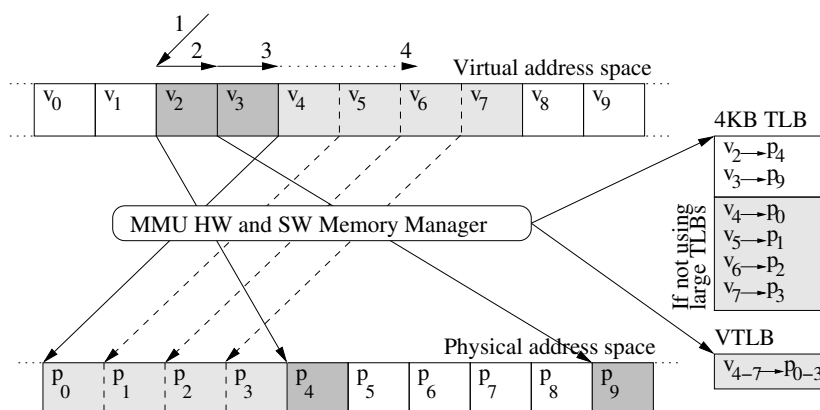 1
2 3 4
Virtual address space
v0 v1 v2 v3 v4 v5 v6 v7 v8 v9
4KB TLB
v2→p4
v3→p9
If not using large TLBs
v4→p0
v5→p1
v6→p2
v7→p3
MMU HW and SW Memory Manager
VTLB
v4−7→p0−3
Physical address space
p0 p1 p2 p3 p4 p5 p6 p7 p8 p9